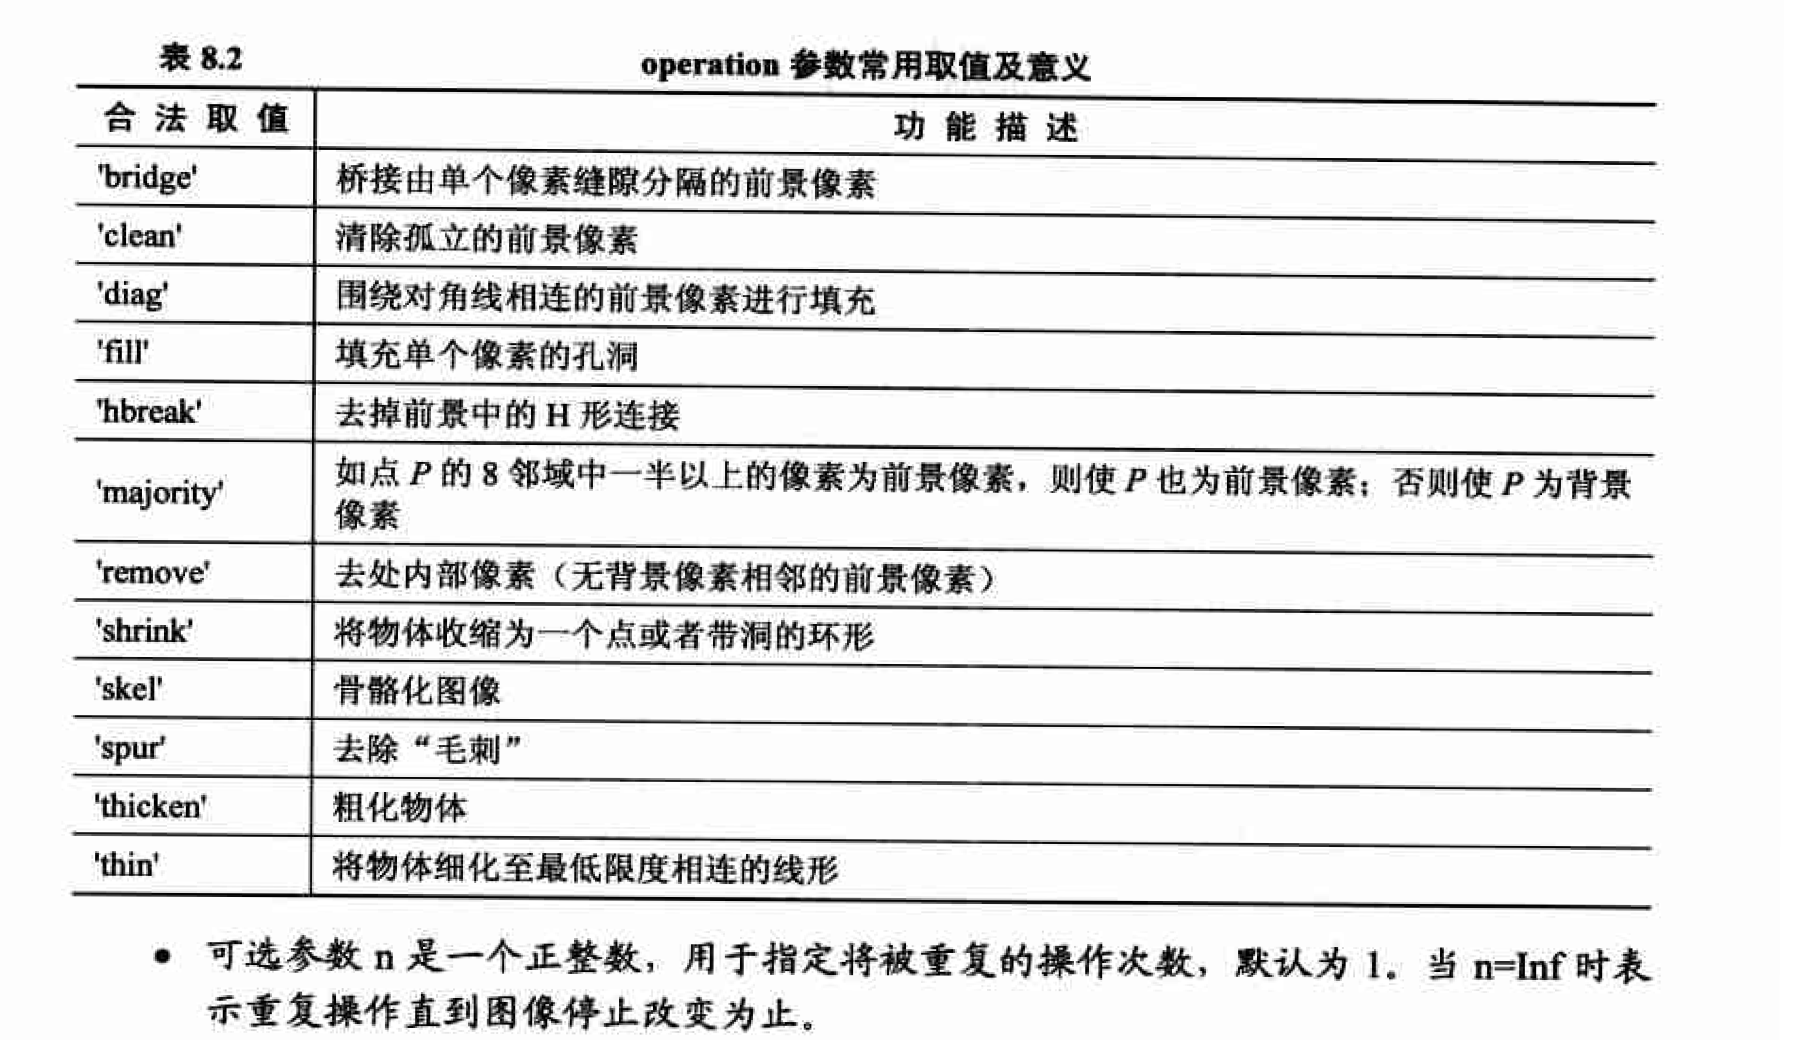 表 8.2
operation 参数常用取值及意义
合 法 取 值
功 能 描 述
'bridge'
桥接由单个像素缝隙分隔的前景像素
'clean'
清除孤立的前景像素
'diag'
围绕对角线相连的前景像素进行填充
'fill'
填充单个像素的孔洞
'hbreak'
去掉前景中的 H 形连接
'majority'
如点 P 的 8 邻域中一半以上的像素为前景像素，则使 P 也为前景像素；否则使 P 为背景
像素
'remove'
去处内部像素（无背景像素相邻的前景像素）
'shrink'
将物体收缩为一个点或者带洞的环形
'skel'
骨骼化图像
'spur'
去除“毛刺”
'thicken'
粗化物体
'thin'
将物体细化至最低限度相连的线形
• 可选参数 n 是一个正整数，用于指定将被重复的操作次数，默认为 1。当 n=Inf 时表
示重复操作直到图像停止改变为止。